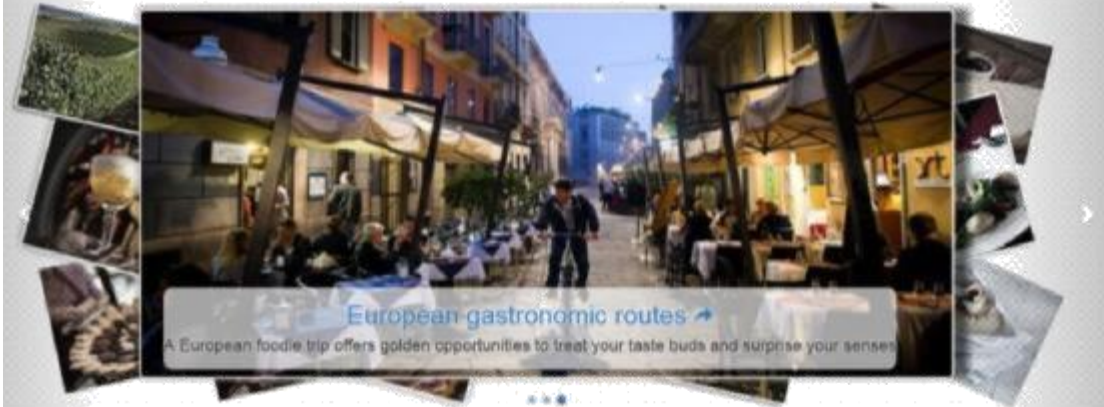 European gastronomic routes
A European foodie trip offers golden opportunities to treat your taste buds and surprise your senses